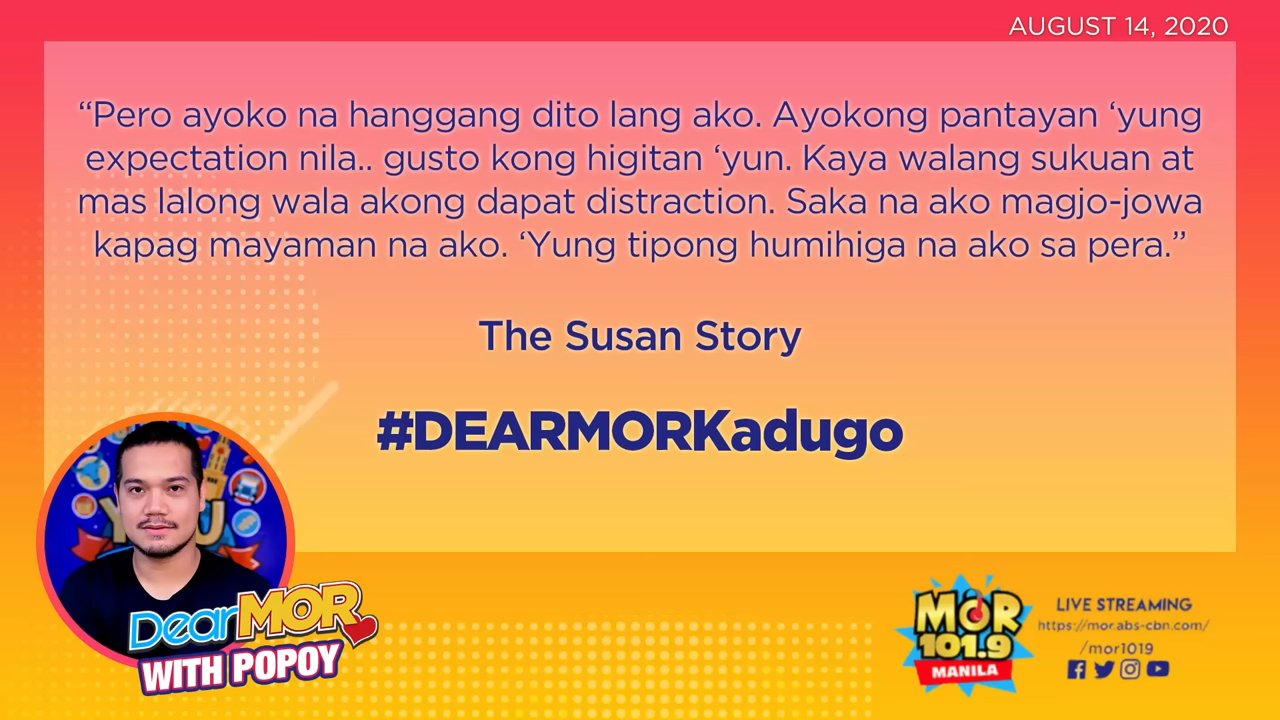 AUGUST 14, 2020
“Pero ayoko na hanggang dito lang ako. Ayokong pantayan ‘yung
expectation nila.. gusto kong higitan ‘yun. Kaya walang sukuan at
mas lalong wala akong dapat distraction. Saka na ako magjo-jowa
kapag mayaman na ako. ‘Yung tipong humihiga na ako sa pera.”
The Susan Story
#DEARMORKadugo
YOU
Dear MOR
WITH POPOY
MOR
101.9
MANILA
LIVE STREAMING
https://mor.abs-cbn.com/
/mor1019